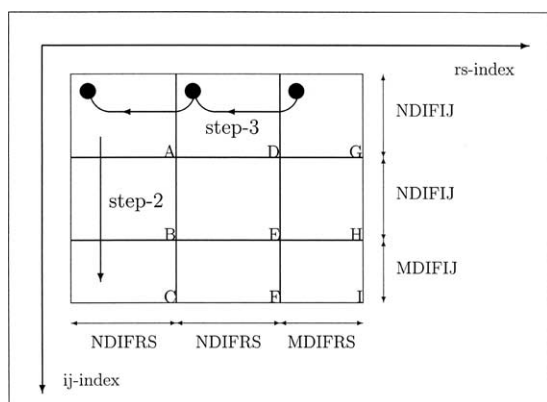 rs-index
NDIFIJ
step-3
A D G
step-2
NDIFIJ
B E H
MDIFIJ
C F I
NDIFRS NDIFRS MDIFRS
ij-index